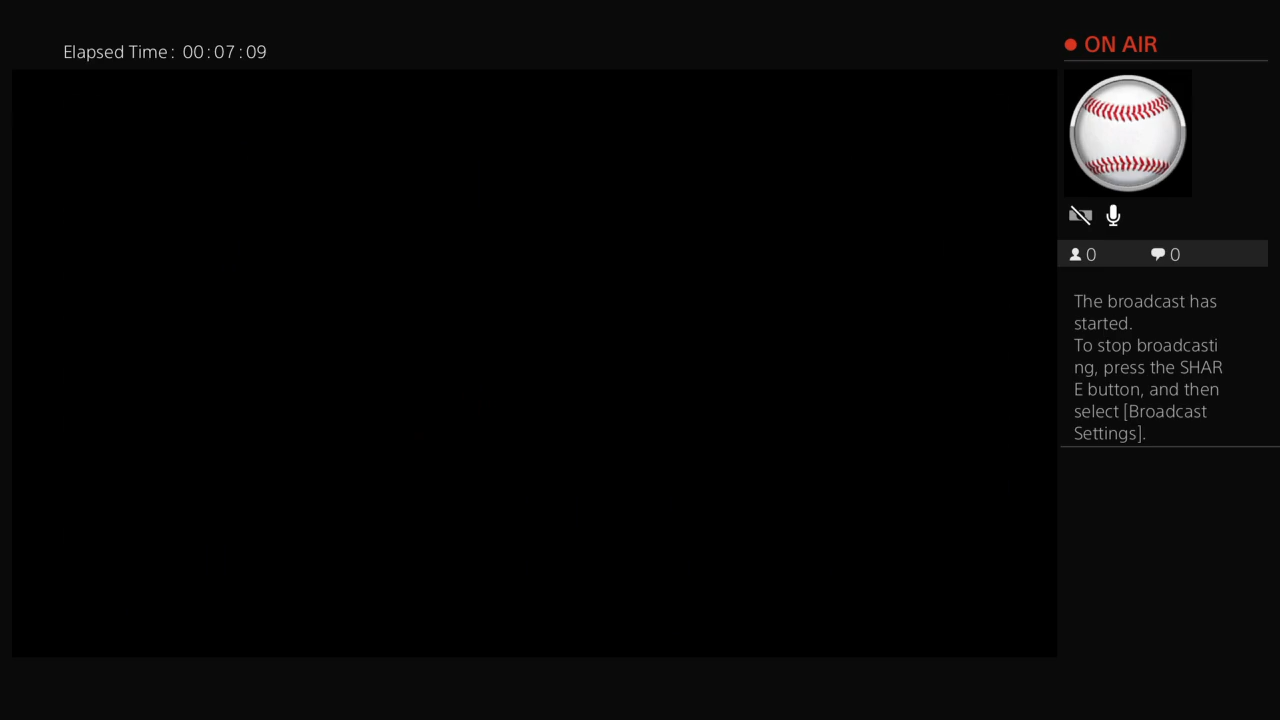 Elapsed Time: 00:07:09
ON AIR
0 0
The broadcast has
started.
To stop broadcasti
ng, press the SHAR
E button, and then
select [Broadcast
Settings].